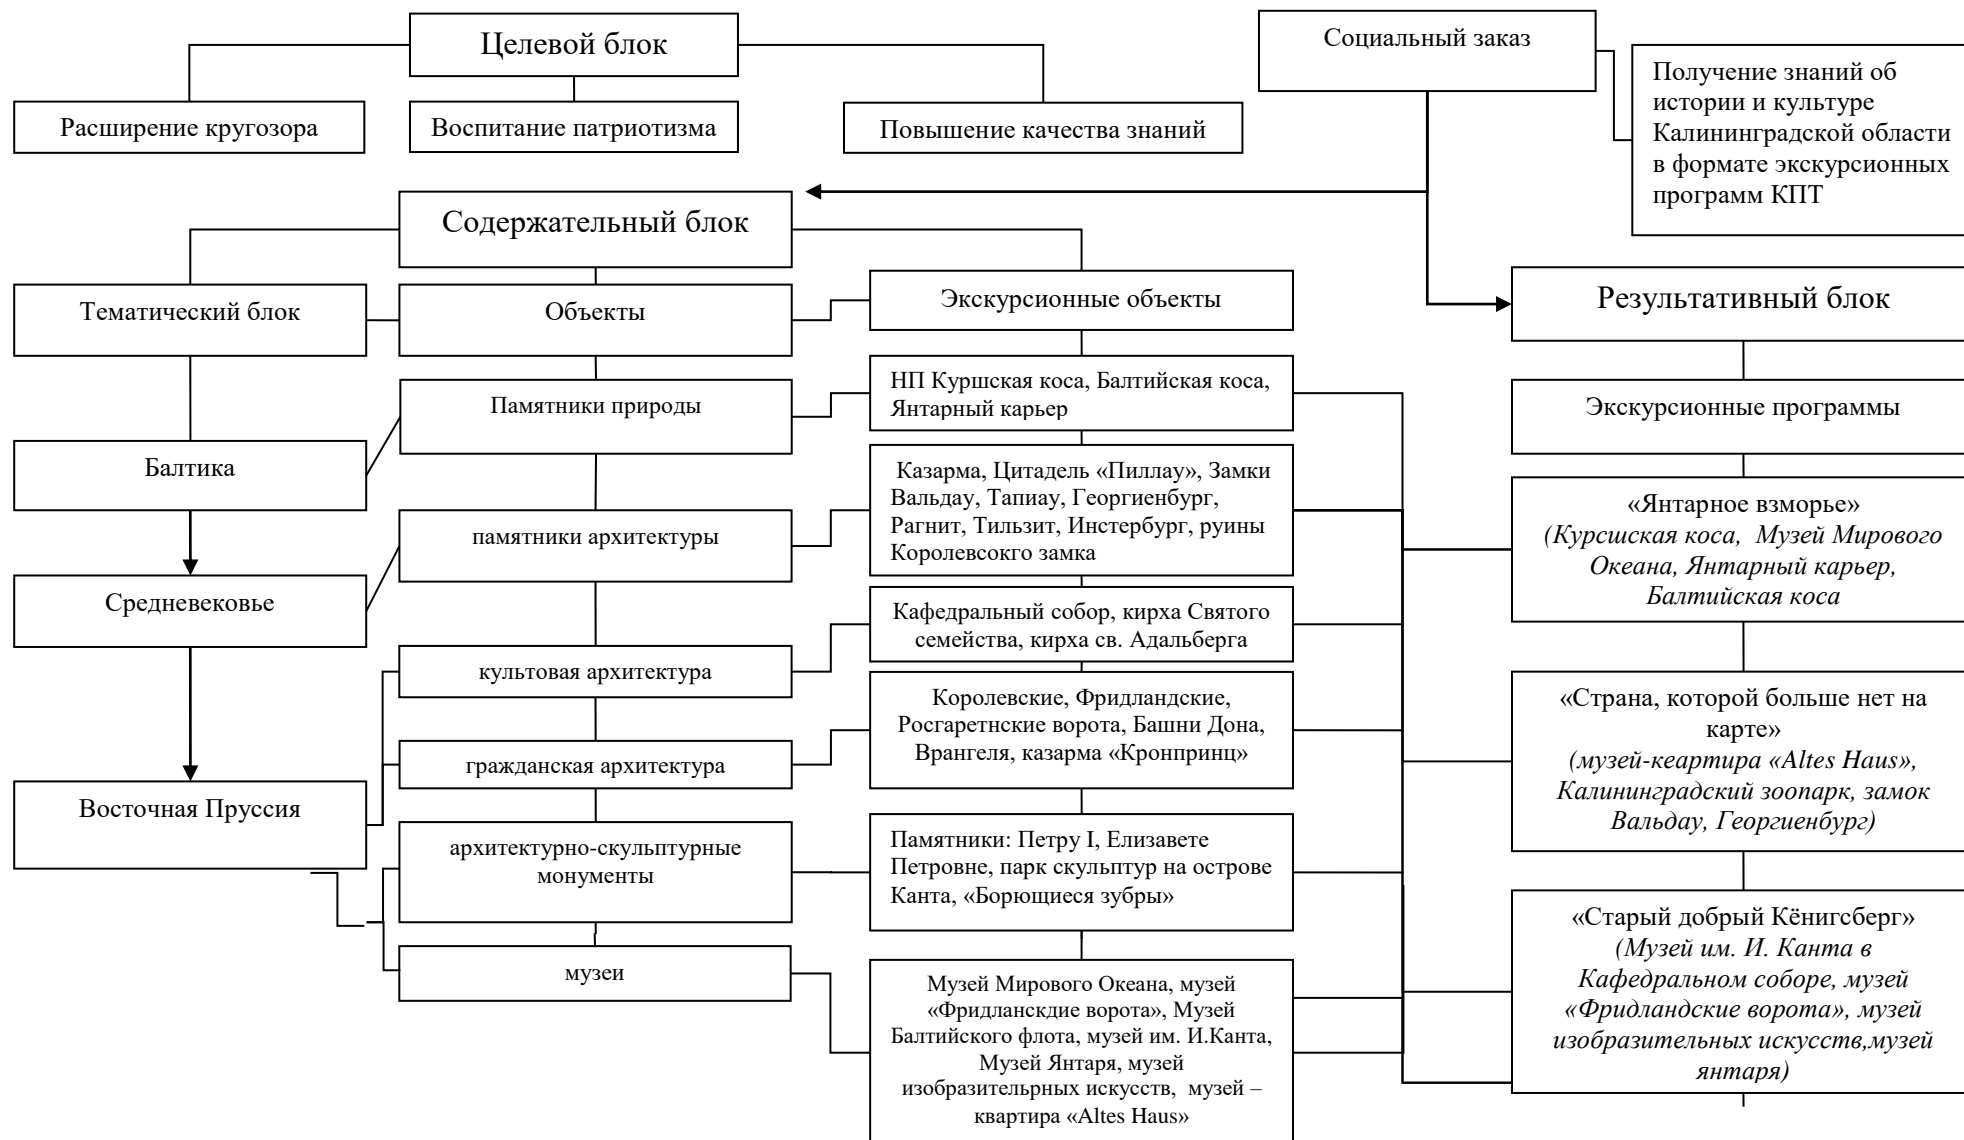 Целевой блок
Социальный заказ
Получение знаний об
истории и культуре
Калининградской области
в формате экскурсионных
программ КПТ
Расширение кругозора
Воспитание патриотизма
Повышение качества знаний
Содержательный блок
Тематический блок
Объекты
Экскурсионные объекты
Результативный блок
Памятники природы
НП Куршская коса, Балтийская коса,
Янтарный карьер
Экскурсионные программы
Балтика
памятники архитектуры
Казарма, Цитадель «Пиллау», Замки
Вальдау, Тапиау, Георгиенбург,
Рагнит, Тильзит, Инстербург, руины
Королевсокго замка
«Янтарное взморье»
(Курсшская коса, Музей Мирового
Океана, Янтарный карьер,
Балтийская коса
Средневековье
культовая архитектура
Кафедральный собор, кирха Святого
семейства, кирха св. Адальберга
гражданская архитектура
Королевские, Фридландские,
Росгаретнские ворота, Башни Дона,
Врангеля, казарма «Кронпринц»
«Страна, которой больше нет на
карте»
(музей-кеартира «Altes Haus»,
Калининградский зоопарк, замок
Вальдау, Георгиенбург)
Восточная Пруссия
архитектурно-скульптурные
монументы
Памятники: Петру I, Елизавете
Петровне, парк скульптур на острове
Канта, «Борющиеся зубры»
«Старый добрый Кёнигсберг»
(Музей им. И. Канта в
Кафедральном соборе, музей
«Фридландские ворота», музей
изобразительных искусств,музей
янтаря)
музеи
Музей Мирового Океана, музей
«Фридланскдие ворота», Музей
Балтийского флота, музей им. И.Канта,
Музей Янтаря, музей
изобразительрных искусств, музей –
квартира «Altes Haus»